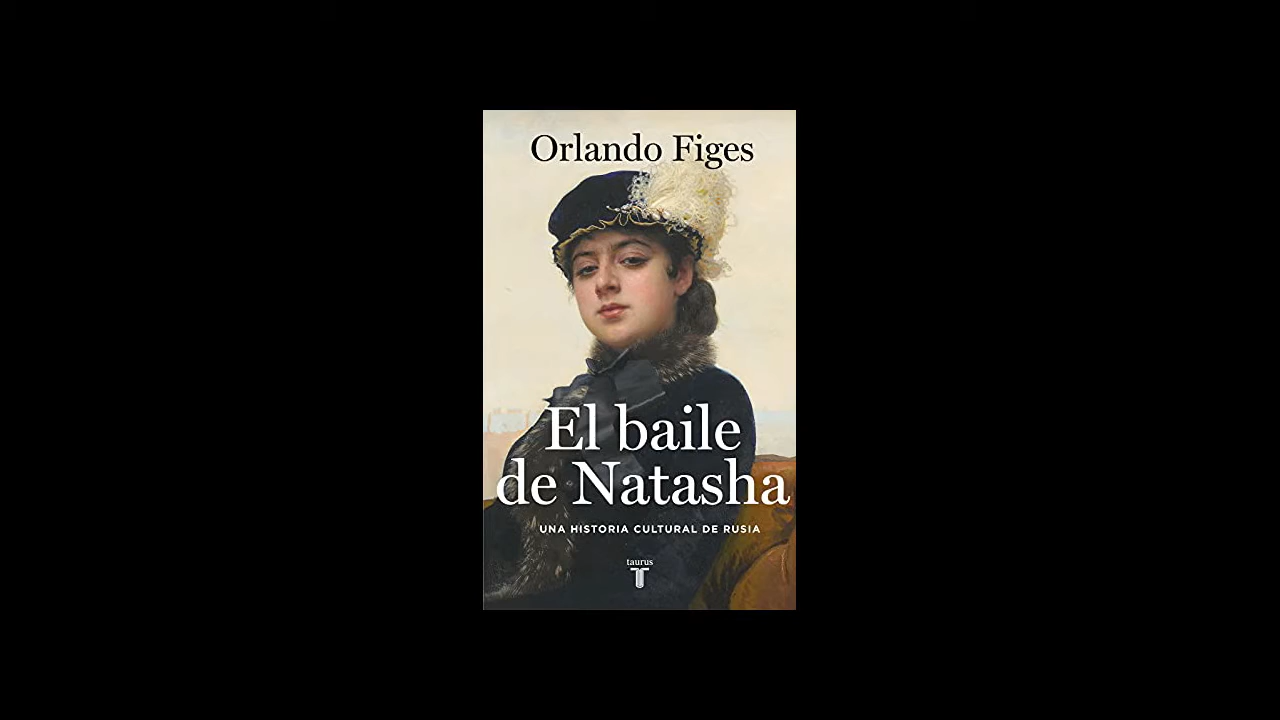 Orlando Figes
El baile
de Natasha
UNA HISTORIA CULTURAL DE RUSIA
taurus
T